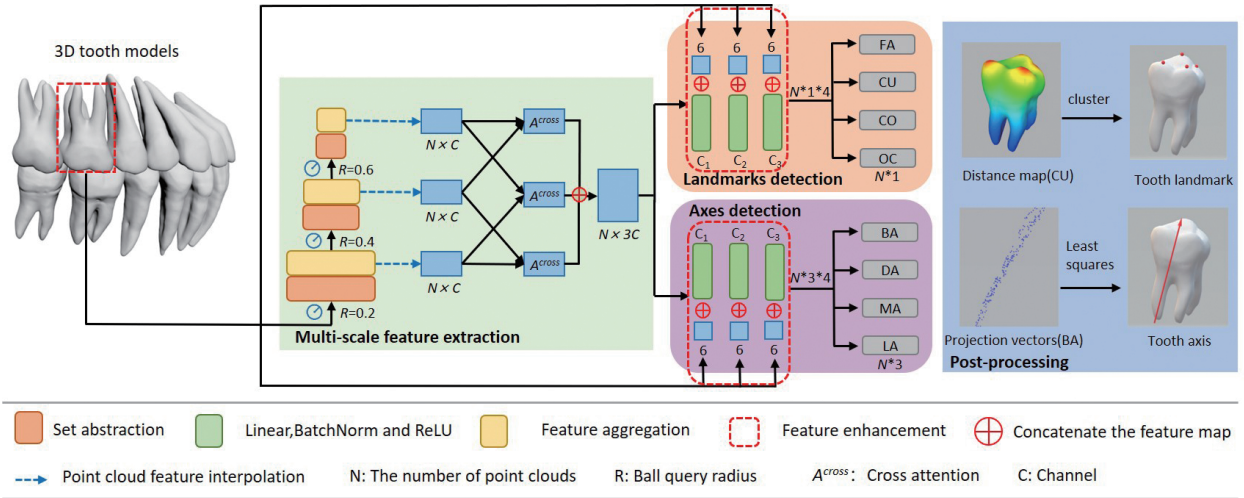 3D tooth models
R=0.6
R=0.4
R=0.2
N × C
N × C
N × C
A^cross
A^cross
A^cross
N × 3C
Multi-scale feature extraction
6 6 6
C1 C2 C3
Landmarks detection
N*1*4
FA
CU
CO
OC
N*1
Axes detection
C1 C2 C3
6 6 6
N*3*4
BA
DA
MA
LA
N*3
Distance map(CU)
cluster
Tooth landmark
Least
squares
Projection vectors(BA)
Tooth axis
Post-processing
Set abstraction
Linear,BatchNorm and ReLU
Feature aggregation
Feature enhancement
Concatenate the feature map
Point cloud feature interpolation
N: The number of point clouds
R: Ball query radius
A^cross: Cross attention
C: Channel